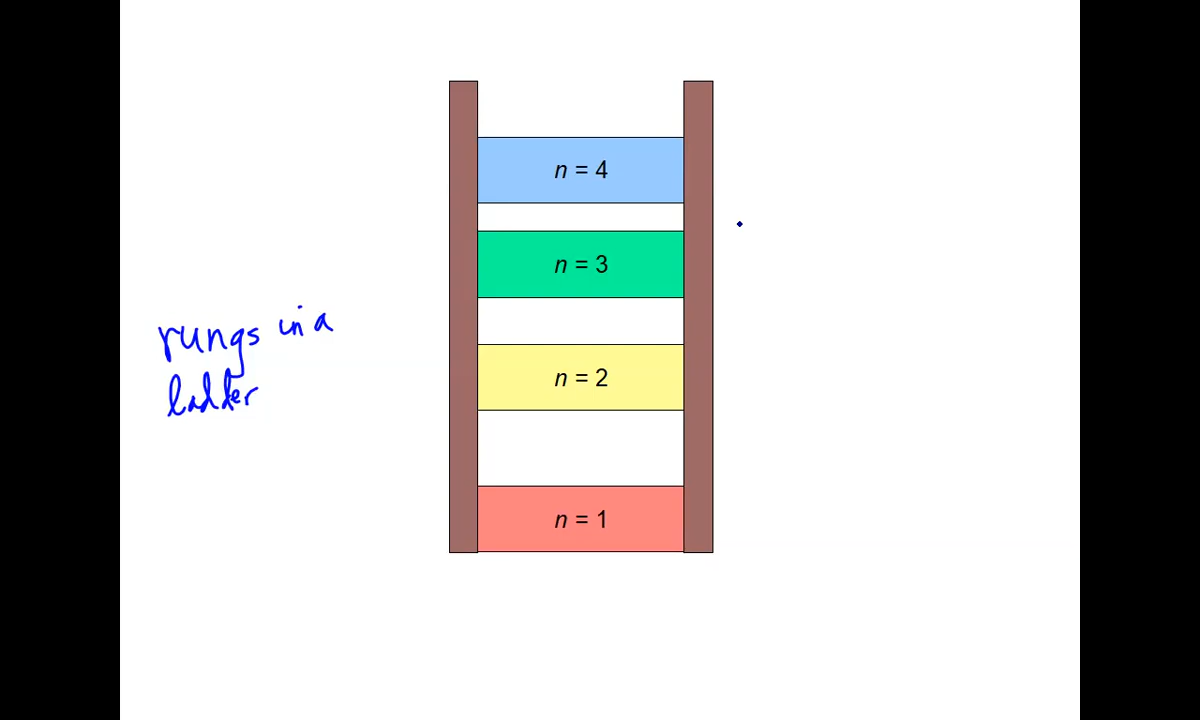 n = 4
n = 3
rungs in a
ladder
n = 2
n = 1